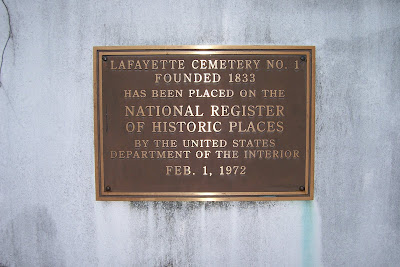 LAFAYETTE CEMETERY NO. 1
FOUNDED 1833
HAS BEEN PLACED ON THE
NATIONAL REGISTER
OF HISTORIC PLACES
BY THE UNITED STATES
DEPARTMENT OF THE INTERIOR
FEB. 1, 1972